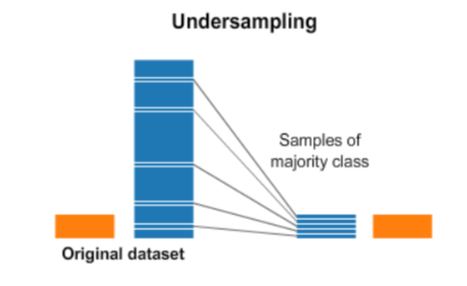 Undersampling
Samples of
majority class
Original dataset